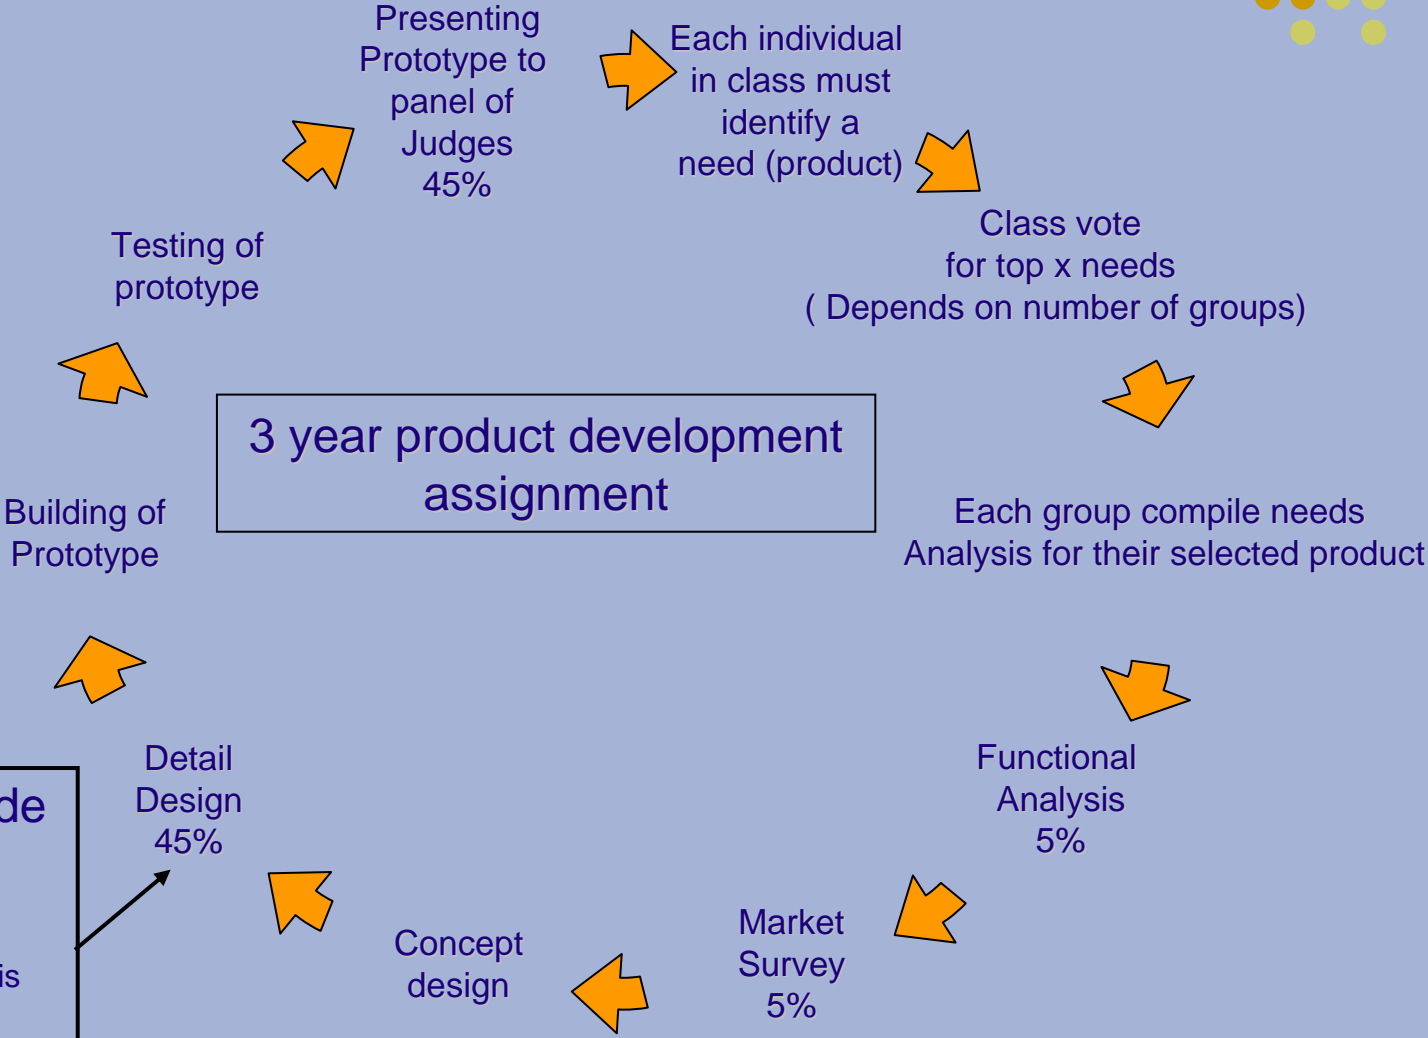 Presenting
Prototype to
panel of
Judges
45%
Each individual
in class must
identify a
need (product)
Class vote
for top x needs
( Depends on number of groups)
Each group compile needs
Analysis for their selected product
Functional
Analysis
5%
Market
Survey
5%
Concept
design
Detail
Design
45%
Building of
Prototype
Testing of
prototype
3 year product development
assignment